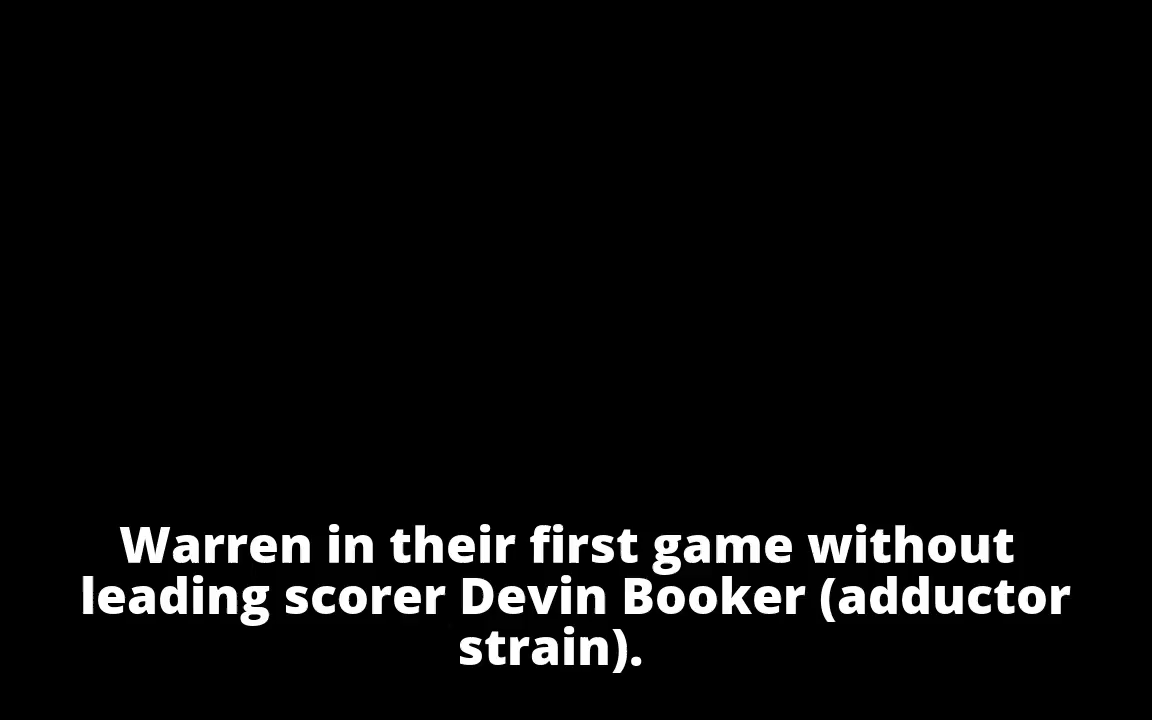 Warren in their first game without
leading scorer Devin Booker (adductor
strain).